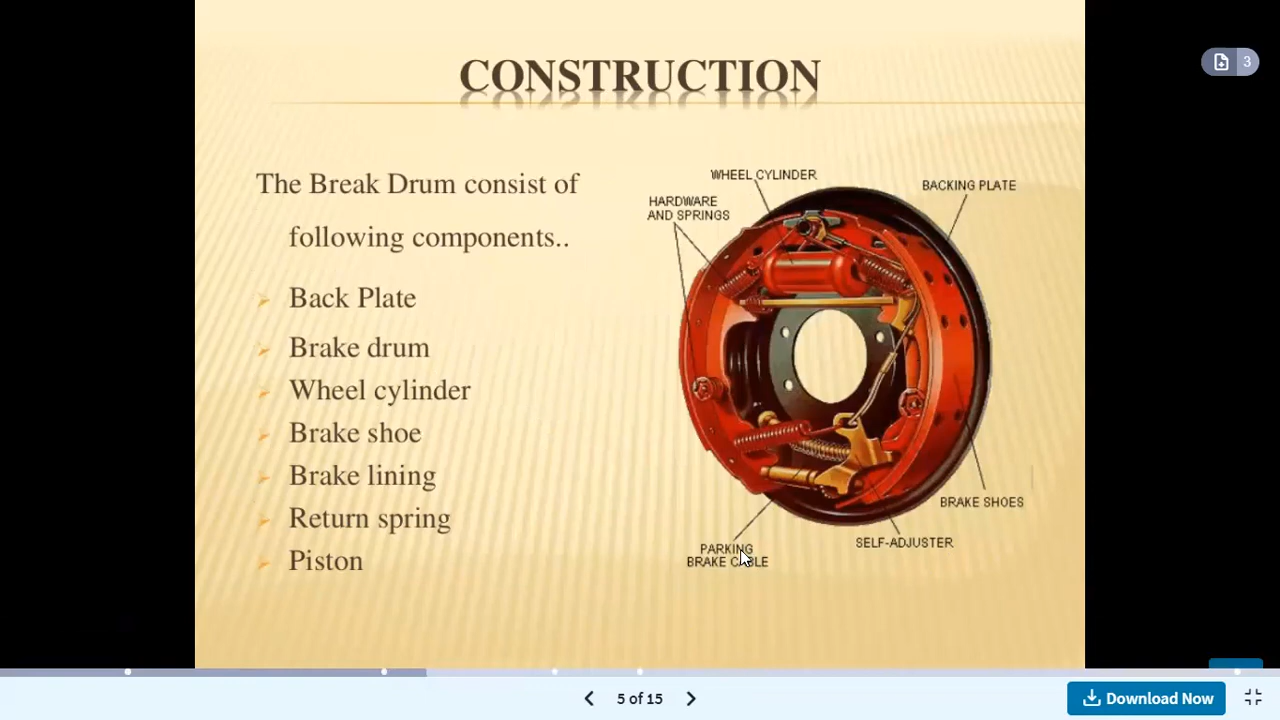 3
CONSTRUCTION
The Break Drum consist of
following components..
Back Plate
Brake drum
Wheel cylinder
Brake shoe
Brake lining
Return spring
Piston
WHEEL CYLINDER
BACKING PLATE
HARDWARE
AND SPRINGS
BRAKE SHOES
SELF-ADJUSTER
PARKING
BRAKE CABLE
5 of 15
Download Now